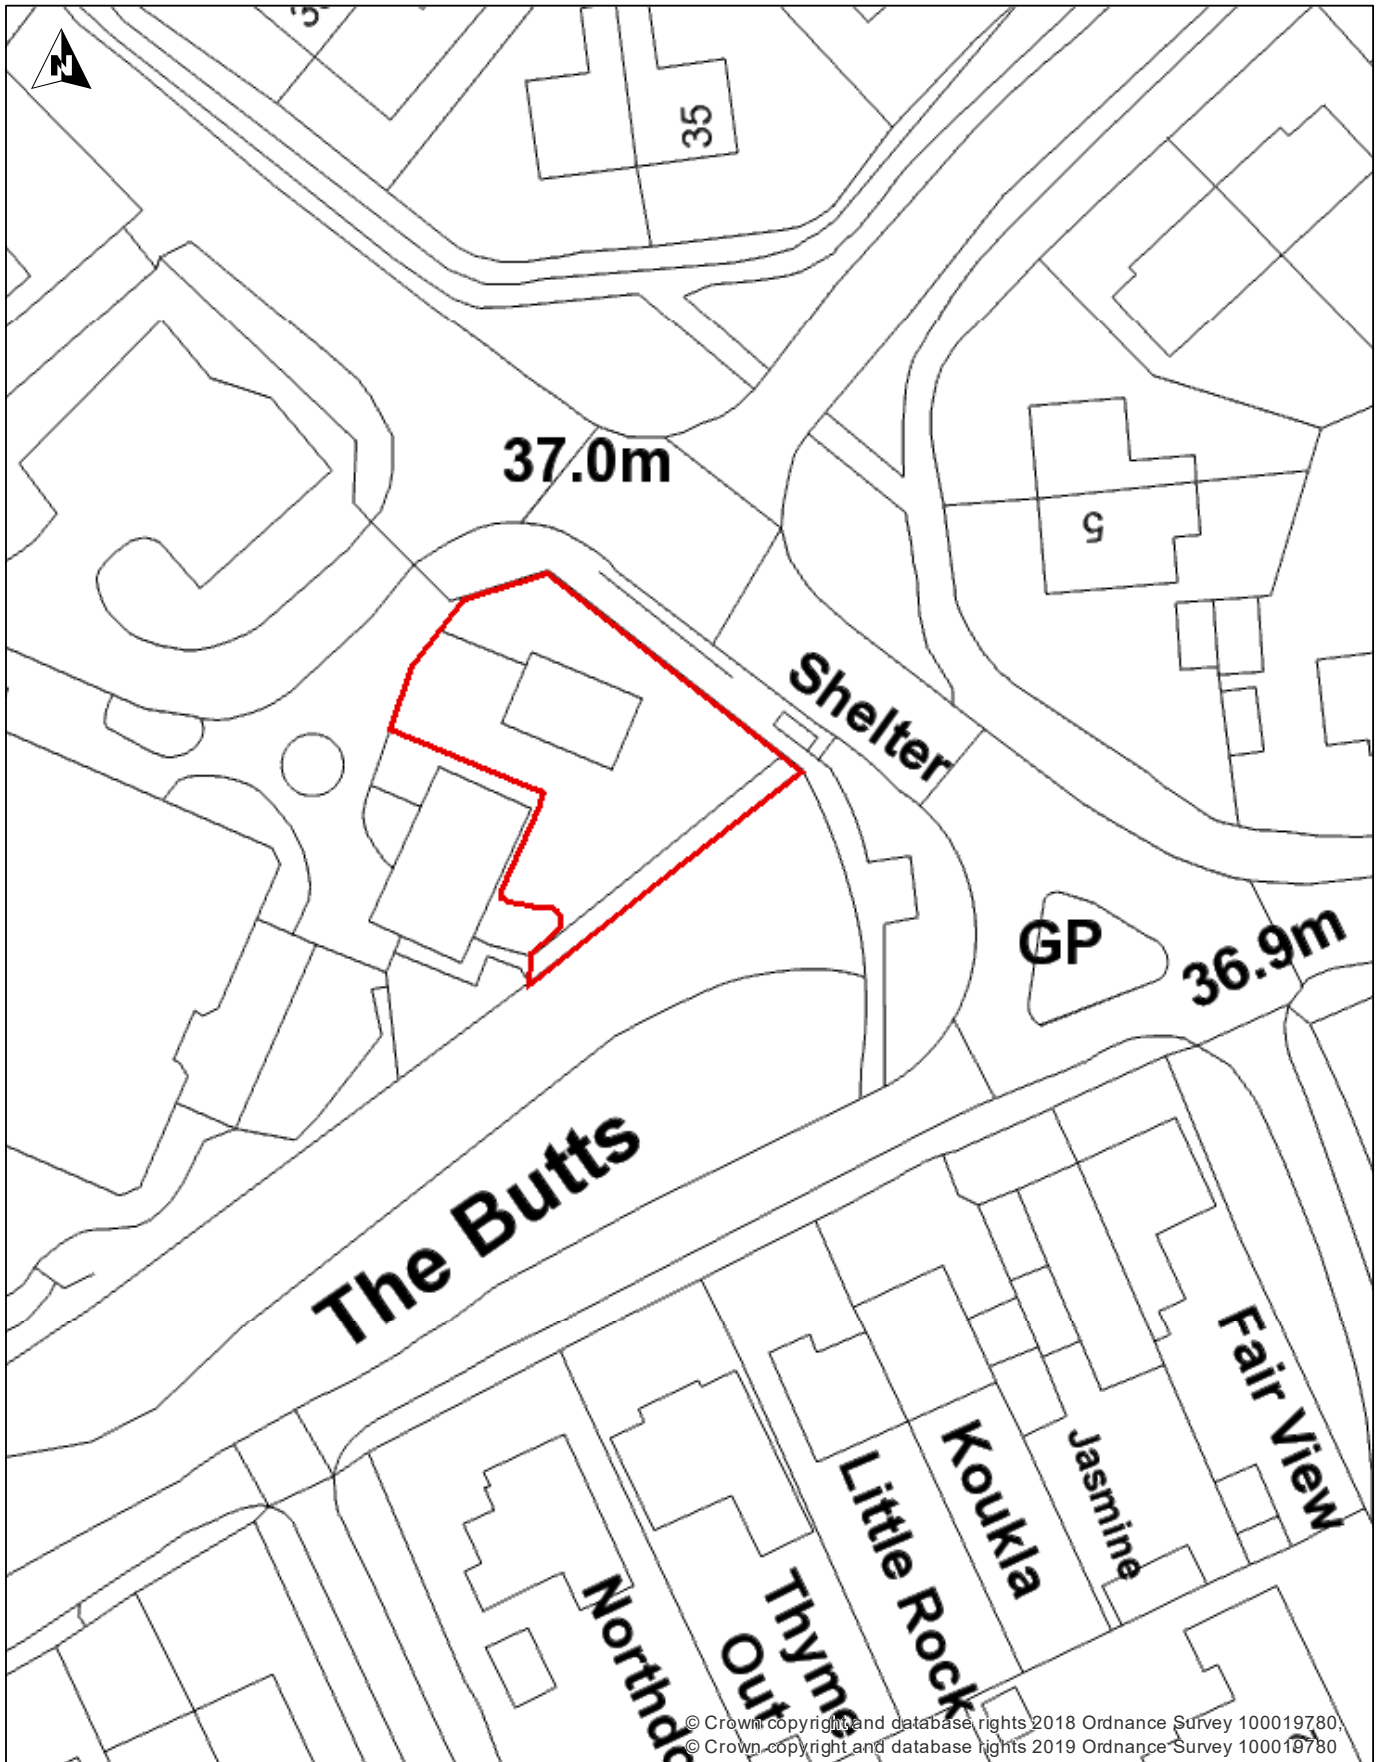 N
35
37.0m
5
Shelter
GP
36.9m
The Butts
Fair View
Koukla
Jasmine
Little Rock
Thyme
Out
Northdo
© Crown copyright and database rights 2018 Ordnance Survey 100019780,
© Crown copyright and database rights 2019 Ordnance Survey 100019780